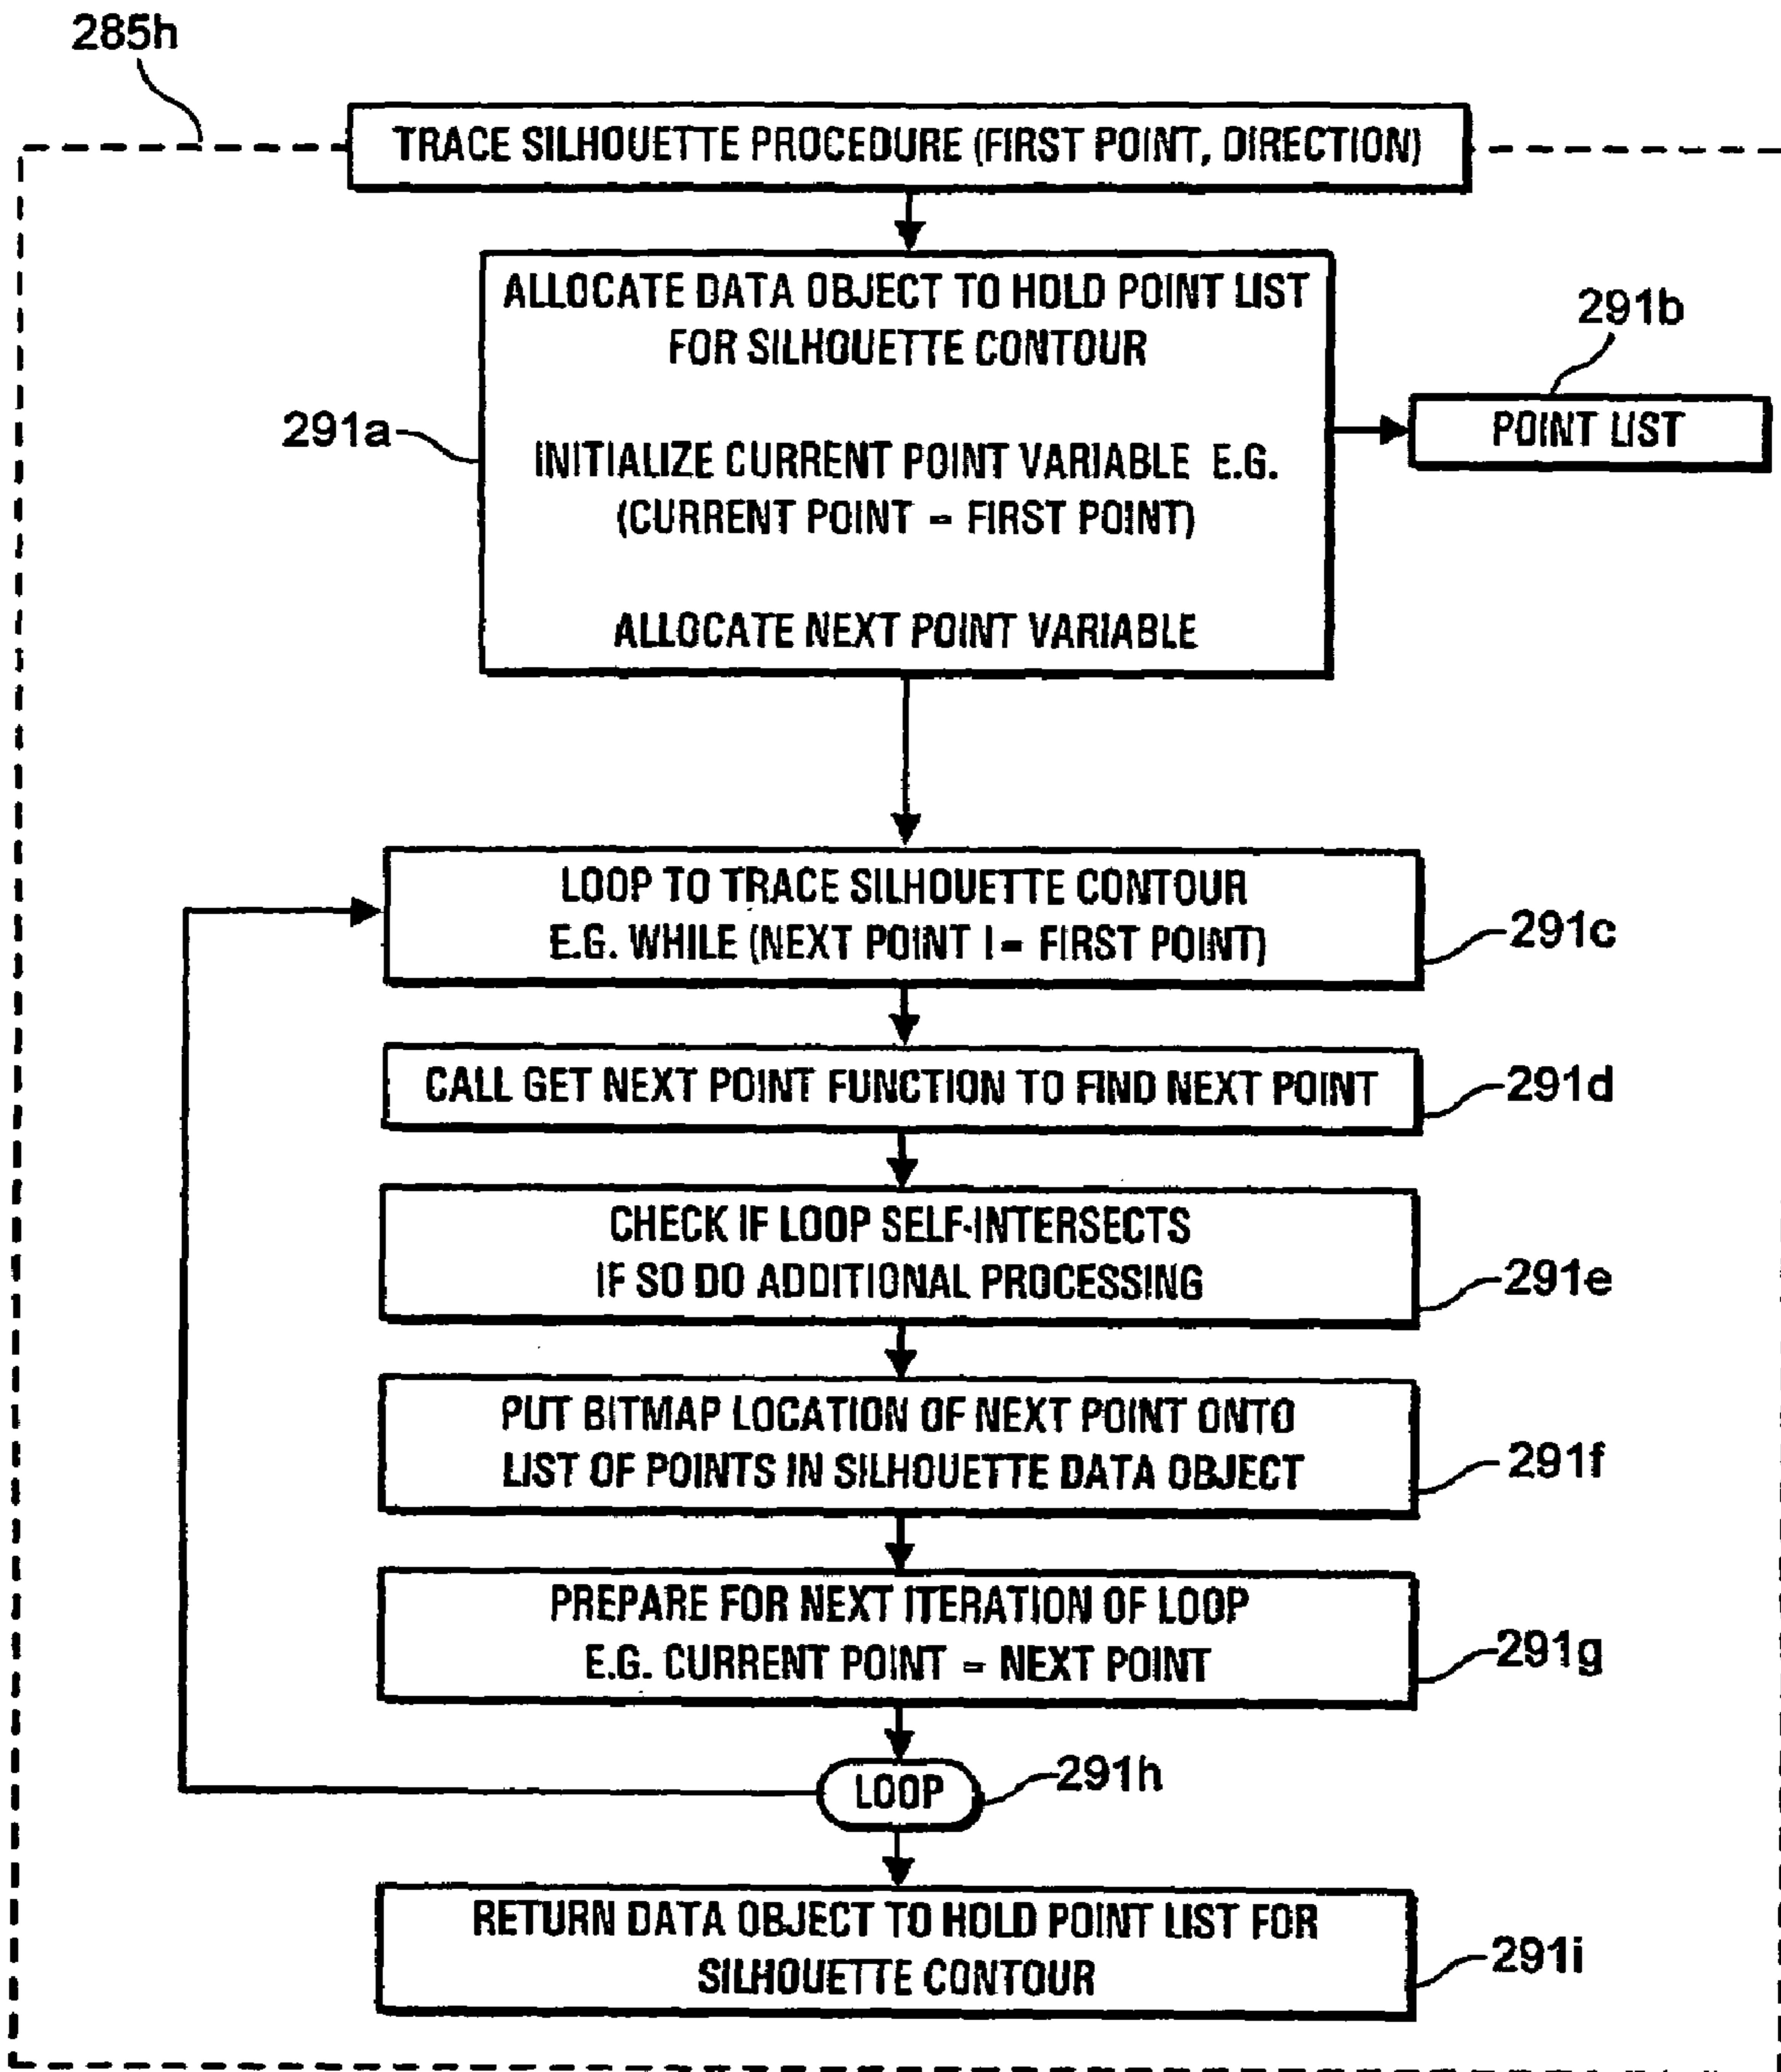 285h
TRACE SILHOUETTE PROCEDURE (FIRST POINT, DIRECTION)
ALLOCATE DATA OBJECT TO HOLD POINT LIST
FOR SILHOUETTE CONTOUR
291b
POINT LIST
291a
INITIALIZE CURRENT POINT VARIABLE E.G.
(CURRENT POINT = FIRST POINT)
ALLOCATE NEXT POINT VARIABLE
LOOP TO TRACE SILHOUETTE CONTOUR
E.G. WHILE (NEXT POINT != FIRST POINT)
291c
CALL GET NEXT POINT FUNCTION TO FIND NEXT POINT
291d
CHECK IF LOOP SELF-INTERSECTS
IF SO DO ADDITIONAL PROCESSING
291e
PUT BITMAP LOCATION OF NEXT POINT ONTO
LIST OF POINTS IN SILHOUETTE DATA OBJECT
291f
PREPARE FOR NEXT ITERATION OF LOOP
E.G. CURRENT POINT = NEXT POINT
291g
LOOP
291h
RETURN DATA OBJECT TO HOLD POINT LIST FOR
SILHOUETTE CONTOUR
291i